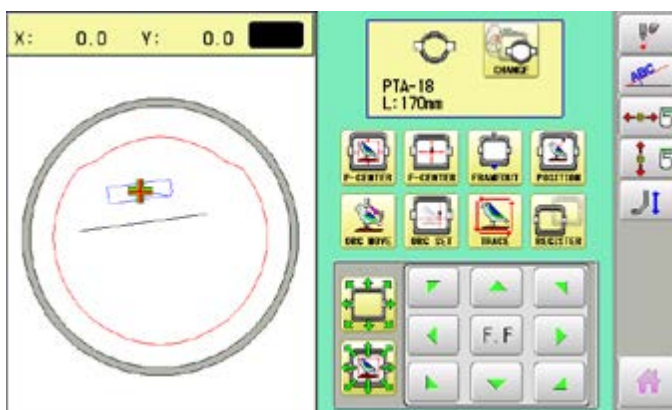 X: 0.0 Y: 0.0
CHANGE
PTA-18
L:170mm
P-CENTER F-CENTER FRAMEOUT POSITION
ORG MOVE ORG SET TRACE REGISTER
F.F
ABC